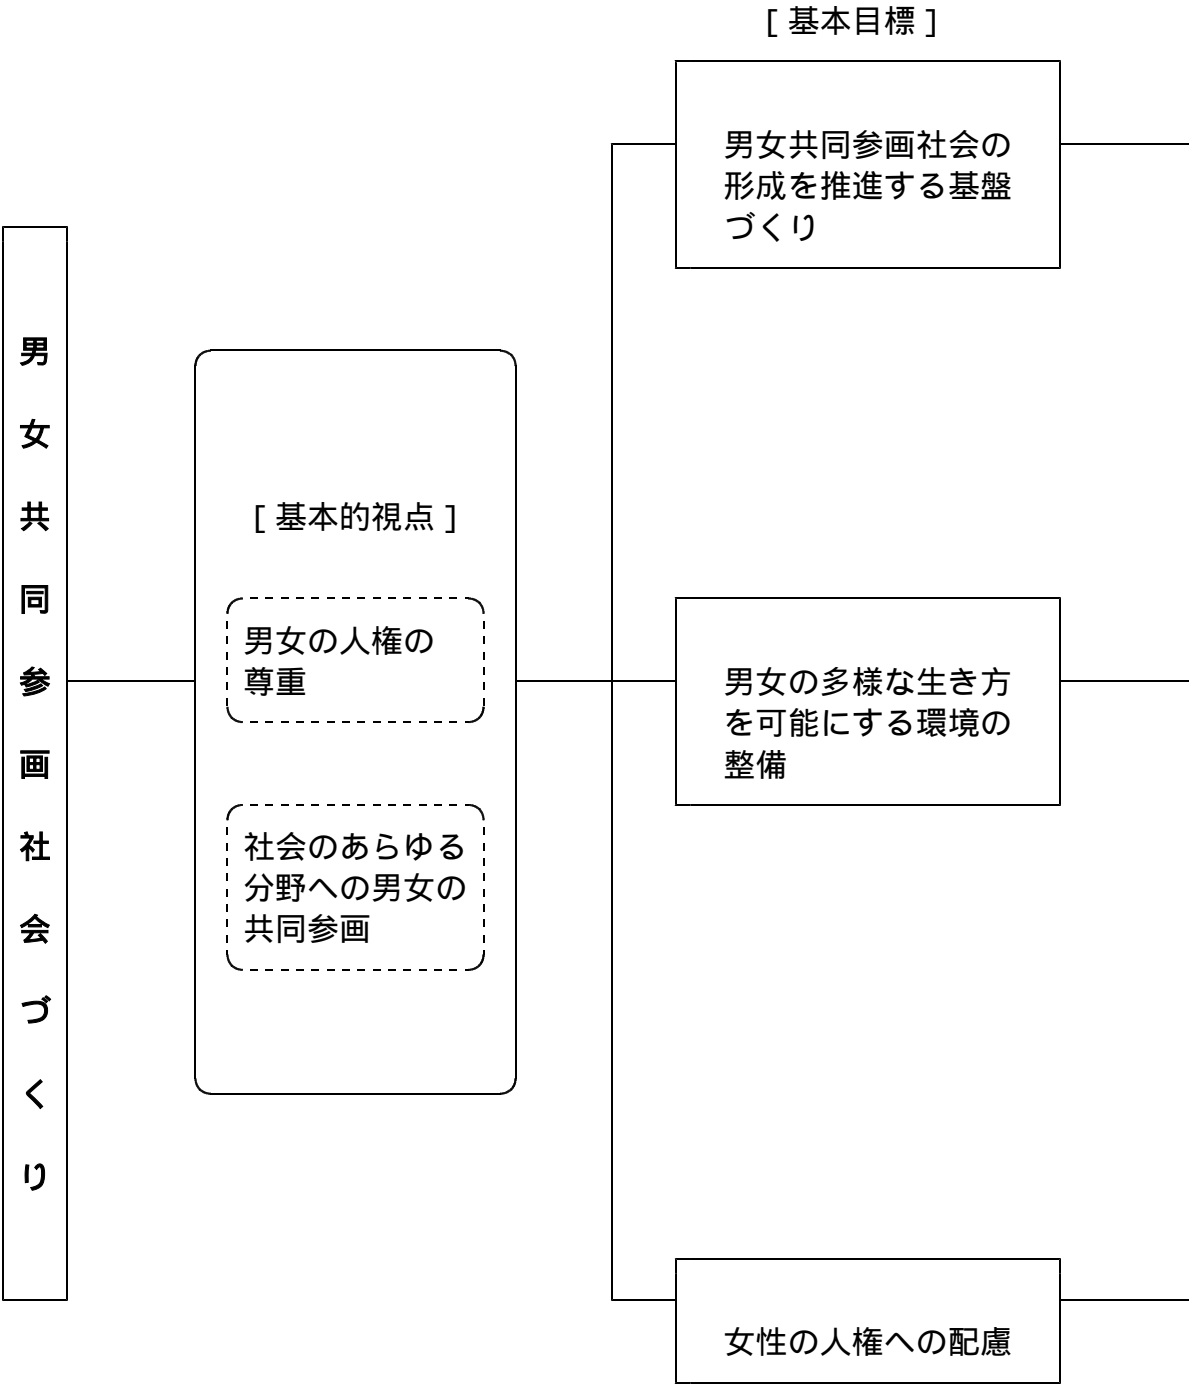 [ 基本目標 ]
男女共同参画社会の
形成を推進する基盤
づくり
男女共同参画社会づくり
[ 基本的視点 ]
男女の人権の
尊重
社会のあらゆる
分野への男女の
共同参画
男女の多様な生き方
を可能にする環境の
整備
女性の人権への配慮